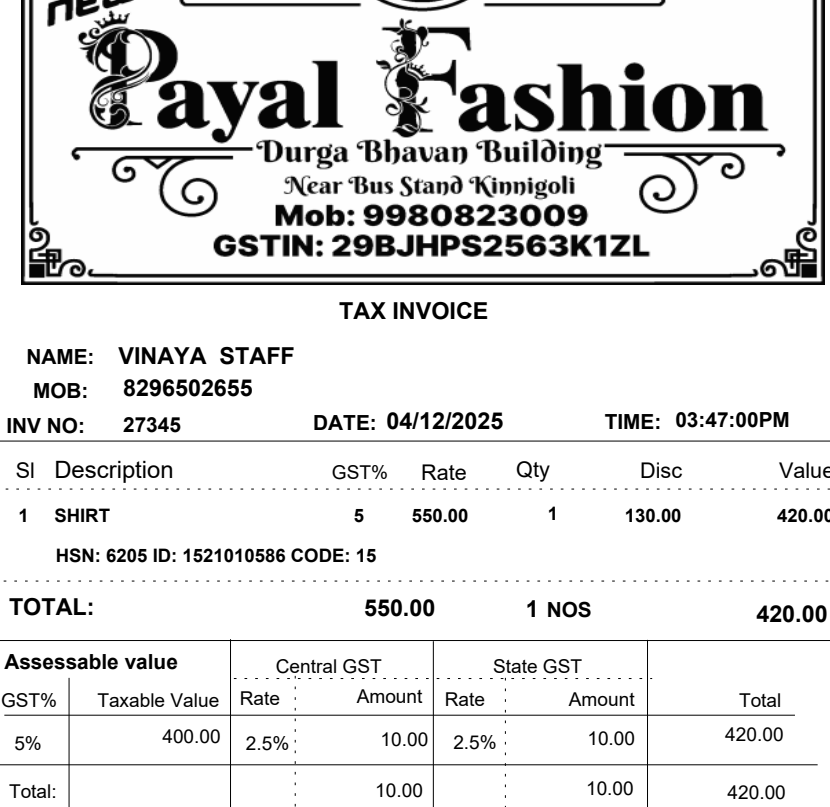 new
Payal Fashion
Durga Bhavan Building
Near Bus Stand Kinnigoli
Mob: 9980823009
GSTIN: 29BJHPS2563K1ZL
TAX INVOICE
NAME: VINAYA STAFF
MOB: 8296502655
INV NO: 27345 DATE: 04/12/2025 TIME: 03:47:00PM
Sl Description GST% Rate Qty Disc Value
1 SHIRT 5 550.00 1 130.00 420.00
HSN: 6205 ID: 1521010586 CODE: 15
TOTAL: 550.00 1 NOS 420.00
Assessable value Central GST State GST
GST% Taxable Value Rate Amount Rate Amount Total
5% 400.00 2.5% 10.00 2.5% 10.00 420.00
Total: 10.00 10.00 420.00